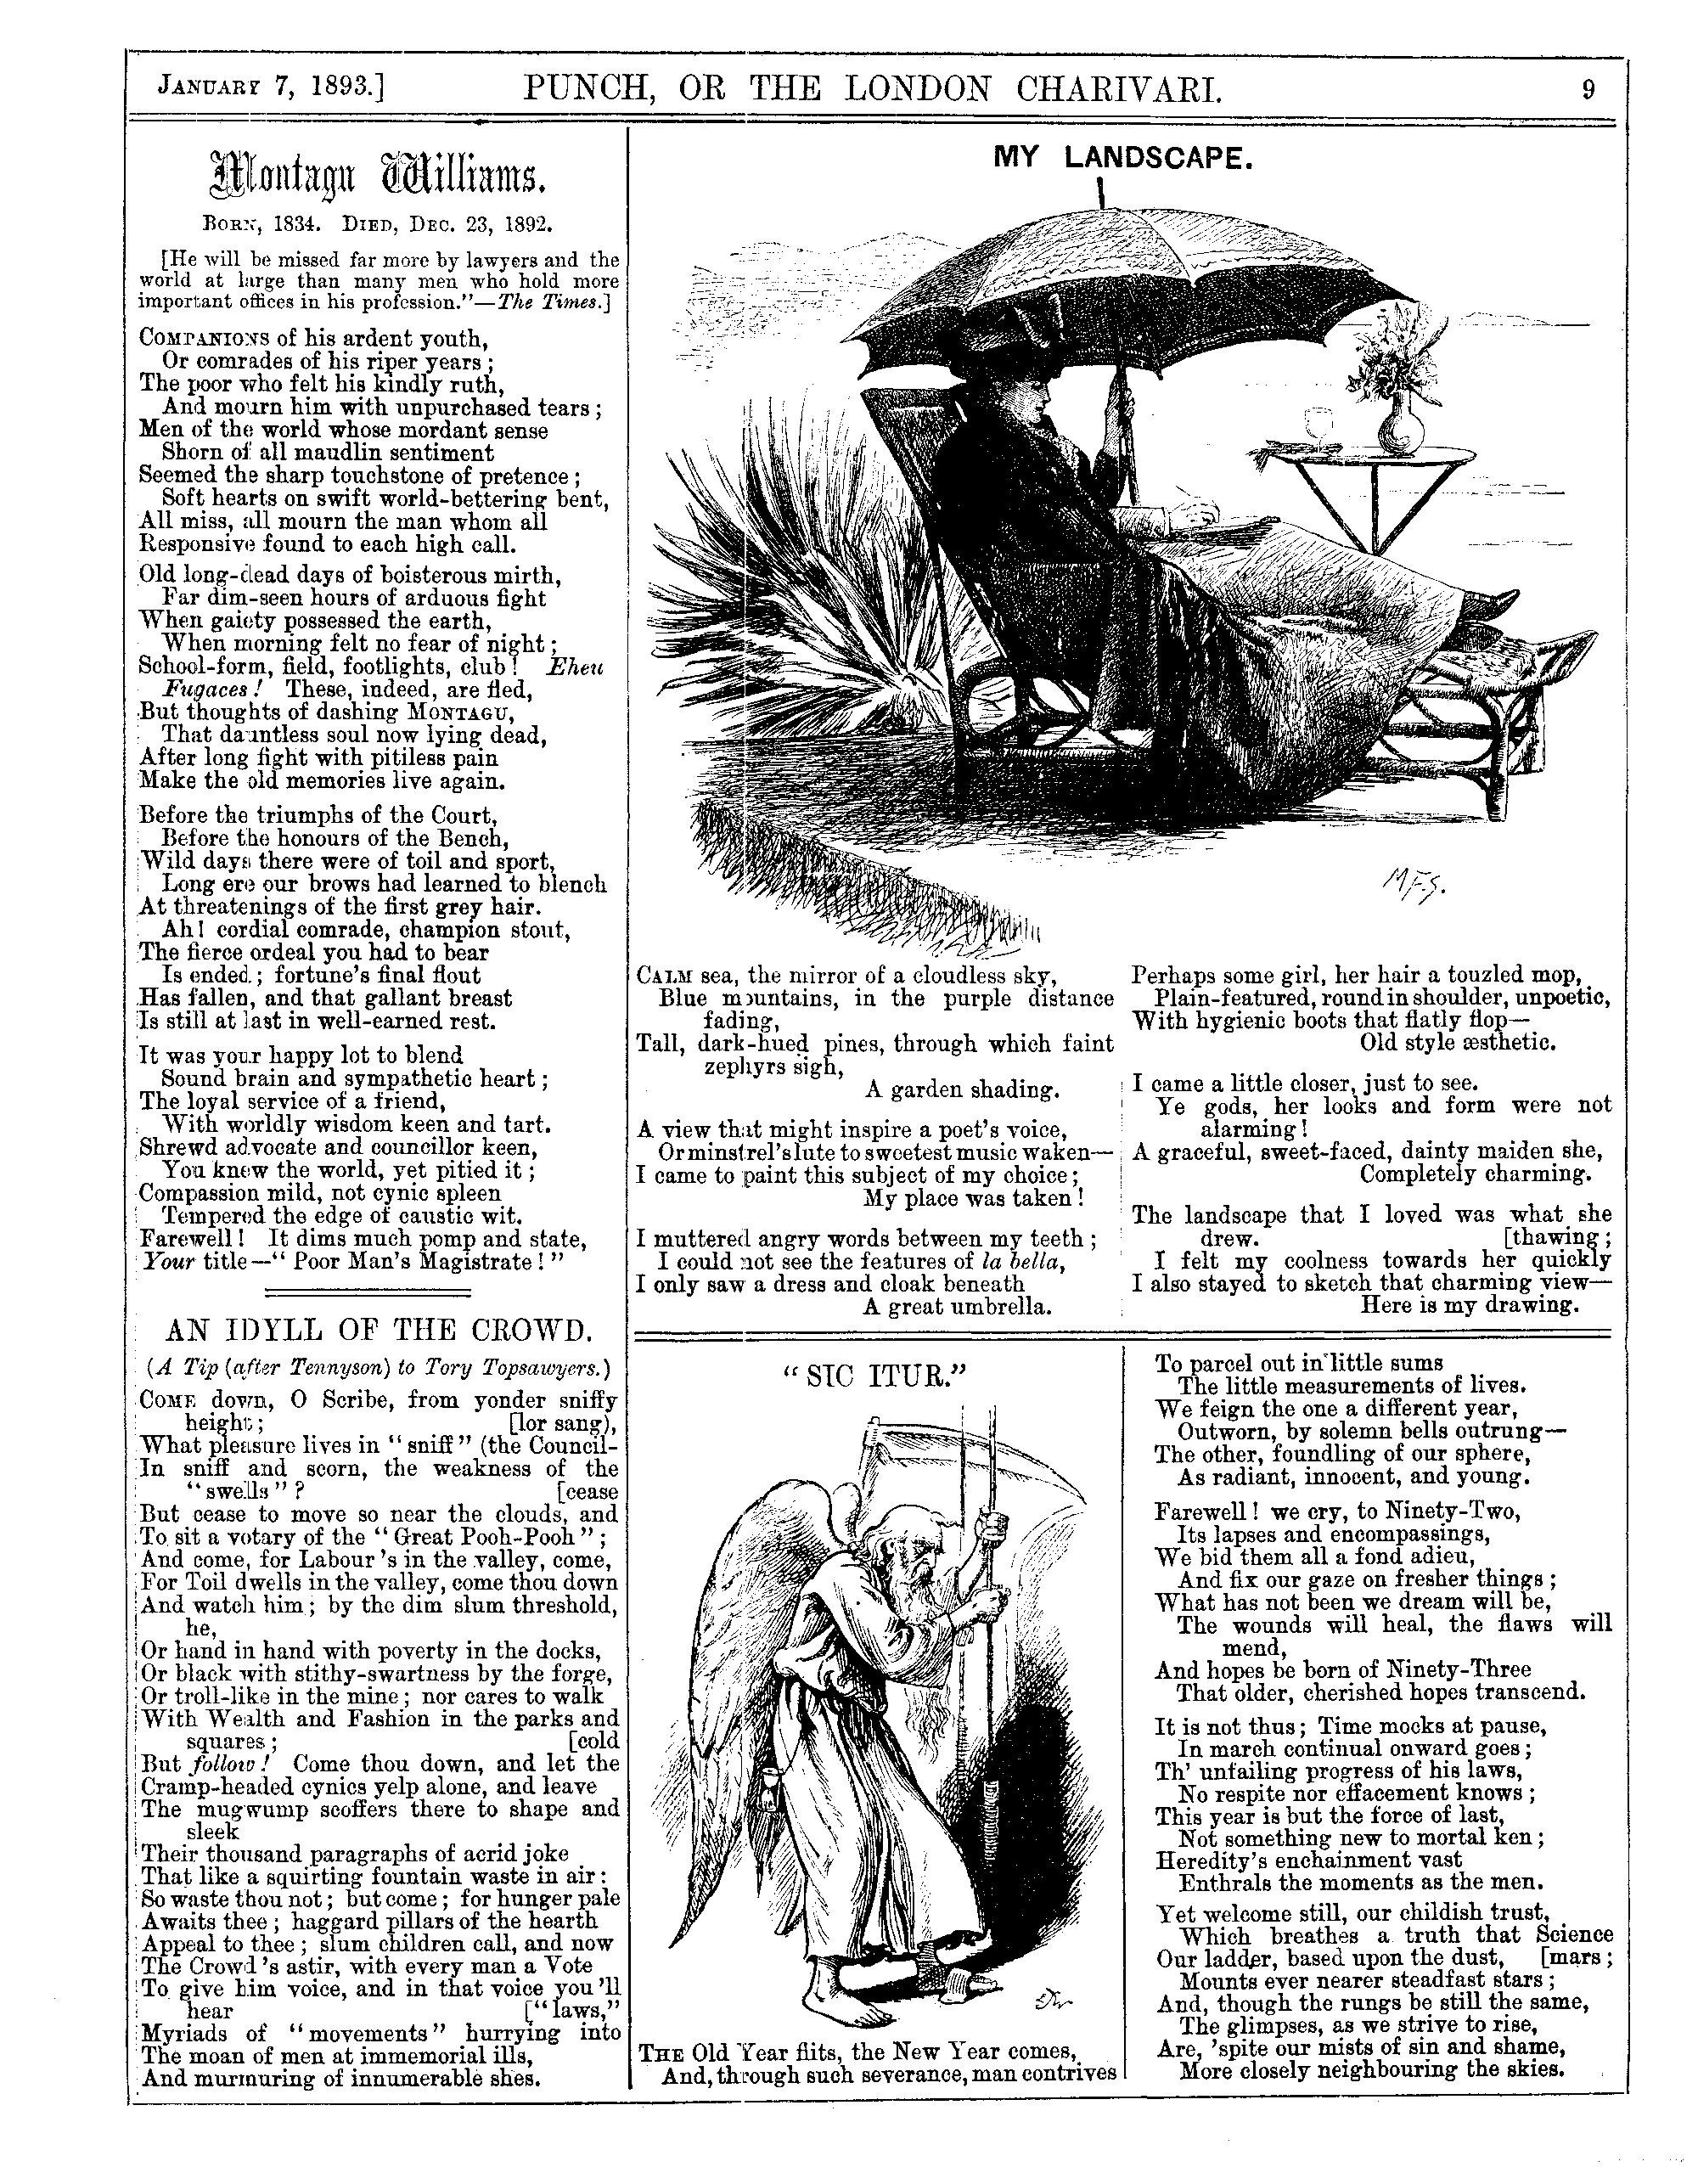 JANUARY 7, 1893.] PUNCH, OR THE LONDON CHARIVARI. 9
Montagu Williams.
BORN, 1834. DIED, DEC. 23, 1892.
[He will be missed far more by lawyers and the
world at large than many men who hold more
important offices in his profession."—The Times.]
COMPANIONS of his ardent youth,
Or comrades of his riper years;
The poor who felt his kindly ruth,
And mourn him with unpurchased tears;
Men of the world whose mordant sense
Shorn of all maudlin sentiment
Seemed the sharp touchstone of pretence;
Soft hearts on swift world-bettering bent,
All miss, all mourn the man whom all
Responsive found to each high call.
Old long-dead days of boisterous mirth,
Far dim-seen hours of arduous fight
When gaiety possessed the earth,
When morning felt no fear of night;
School-form, field, footlights, club! Eheu
Fugaces! These, indeed, are fled,
But thoughts of dashing MONTAGU,
That dauntless soul now lying dead,
After long fight with pitiless pain
Make the old memories live again.
Before the triumphs of the Court,
Before the honours of the Bench,
Wild days there were of toil and sport,
Long ere our brows had learned to blench
At threatenings of the first grey hair.
Ah! cordial comrade, champion stout,
The fierce ordeal you had to bear
Is ended; fortune's final flout
Has fallen, and that gallant breast
Is still at last in well-earned rest.
It was your happy lot to blend
Sound brain and sympathetic heart;
The loyal service of a friend,
With worldly wisdom keen and tart.
Shrewd advocate and councillor keen,
You knew the world, yet pitied it;
Compassion mild, not cynic spleen
Tempered the edge of caustic wit.
Farewell! It dims much pomp and state,
Your title—"Poor Man's Magistrate!"
AN IDYLL OF THE CROWD.
(A Tip (after Tennyson) to Tory Topsawyers.)
COME down, O Scribe, from yonder sniffy
height; [lor sang),
What pleasure lives in "sniff" (the Council-
In sniff and scorn, the weakness of the
"swells"? [cease
But cease to move so near the clouds, and
To sit a votary of the "Great Pooh-Pooh";
And come, for Labour's in the valley, come,
For Toil dwells in the valley, come thou down
And watch him; by the dim slum threshold,
he,
Or hand in hand with poverty in the docks,
Or black with stithy-swartness by the forge,
Or troll-like in the mine; nor cares to walk
With Wealth and Fashion in the parks and
squares; [cold
But follow! Come thou down, and let the
Cramp-headed cynics yelp alone, and leave
The mugwump scoffers there to shape and
sleek
Their thousand paragraphs of acrid joke
That like a squirting fountain waste in air:
So waste thou not; but come; for hunger pale
Awaits thee; haggard pillars of the hearth
Appeal to thee; slum children call, and now
The Crowd's astir, with every man a Vote
To give him voice, and in that voice you'll
hear ["laws,"
Myriads of "movements" hurrying into
The moan of men at immemorial ills,
And murmuring of innumerable shes.
MY LANDSCAPE.
M.F.S.
CALM sea, the mirror of a cloudless sky,
Blue mountains, in the purple distance
fading,
Tall, dark-hued pines, through which faint
zephyrs sigh,
A garden shading.
A view that might inspire a poet's voice,
Or minstrel's lute to sweetest music waken—
I came to paint this subject of my choice;
My place was taken!
I muttered angry words between my teeth;
I could not see the features of la bella,
I only saw a dress and cloak beneath
A great umbrella.
Perhaps some girl, her hair a touzled mop,
Plain-featured, round in shoulder, unpoetic,
With hygienic boots that flatly flop—
Old style æsthetic.
I came a little closer, just to see.
Ye gods, her looks and form were not
alarming!
A graceful, sweet-faced, dainty maiden she,
Completely charming.
The landscape that I loved was what she
drew. [thawing;
I felt my coolness towards her quickly
I also stayed to sketch that charming view—
Here is my drawing.
"SIC ITUR."
THE Old Year flits, the New Year comes,
And, through such severance, man contrives
To parcel out in little sums
The little measurements of lives.
We feign the one a different year,
Outworn, by solemn bells outrung—
The other, foundling of our sphere,
As radiant, innocent, and young.
Farewell! we cry, to Ninety-Two,
Its lapses and encompassings,
We bid them all a fond adieu,
And fix our gaze on fresher things;
What has not been we dream will be,
The wounds will heal, the flaws will
mend,
And hopes be born of Ninety-Three
That older, cherished hopes transcend.
It is not thus; Time mocks at pause,
In march continual onward goes;
Th' unfailing progress of his laws,
No respite nor effacement knows;
This year is but the force of last,
Not something new to mortal ken;
Heredity's enchainment vast
Enthrals the moments as the men.
Yet welcome still, our childish trust,
Which breathes a truth that Science
Our ladder, based upon the dust, [mars;
Mounts ever nearer steadfast stars;
And, though the rungs be still the same,
The glimpses, as we strive to rise,
Are, 'spite our mists of sin and shame,
More closely neighbouring the skies.